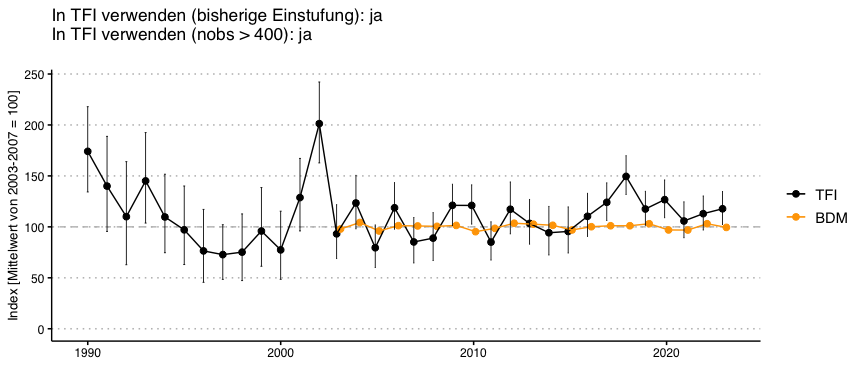 In TFI verwenden (bisherige Einstufung): ja
In TFI verwenden (nobs > 400): ja
Index [Mittelwert von 2003-2007 = 100]
250
200
150
100
50
0
1990
2000
2010
2020
TFI
BDM